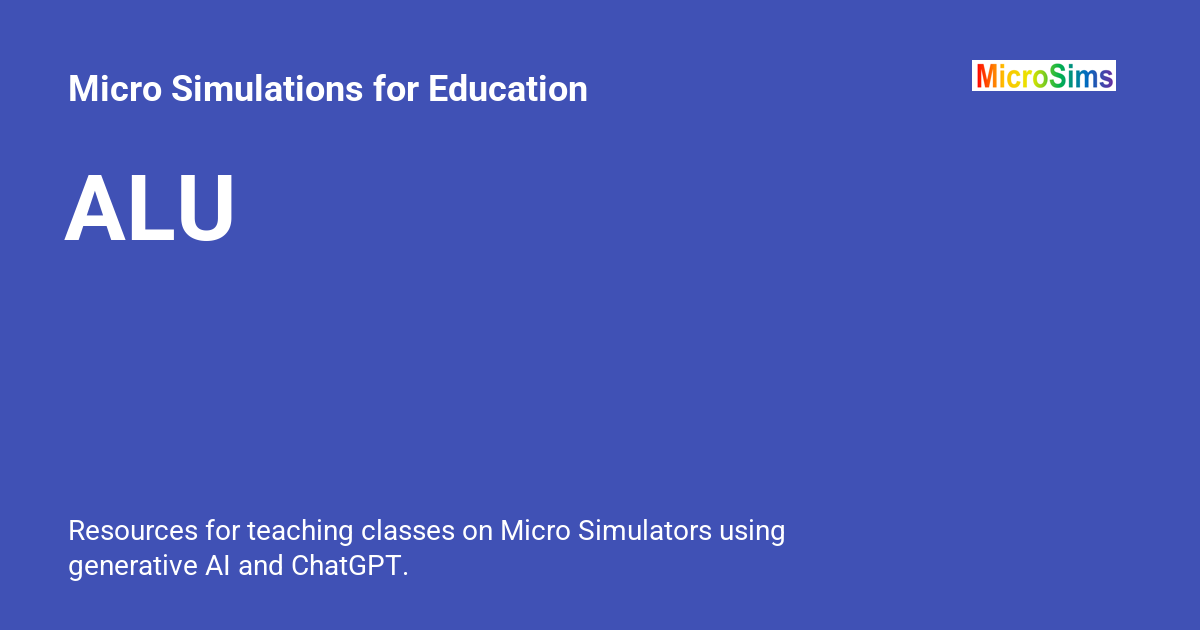 Micro Simulations for Education
MicroSims
ALU
Resources for teaching classes on Micro Simulators using
generative AI and ChatGPT.